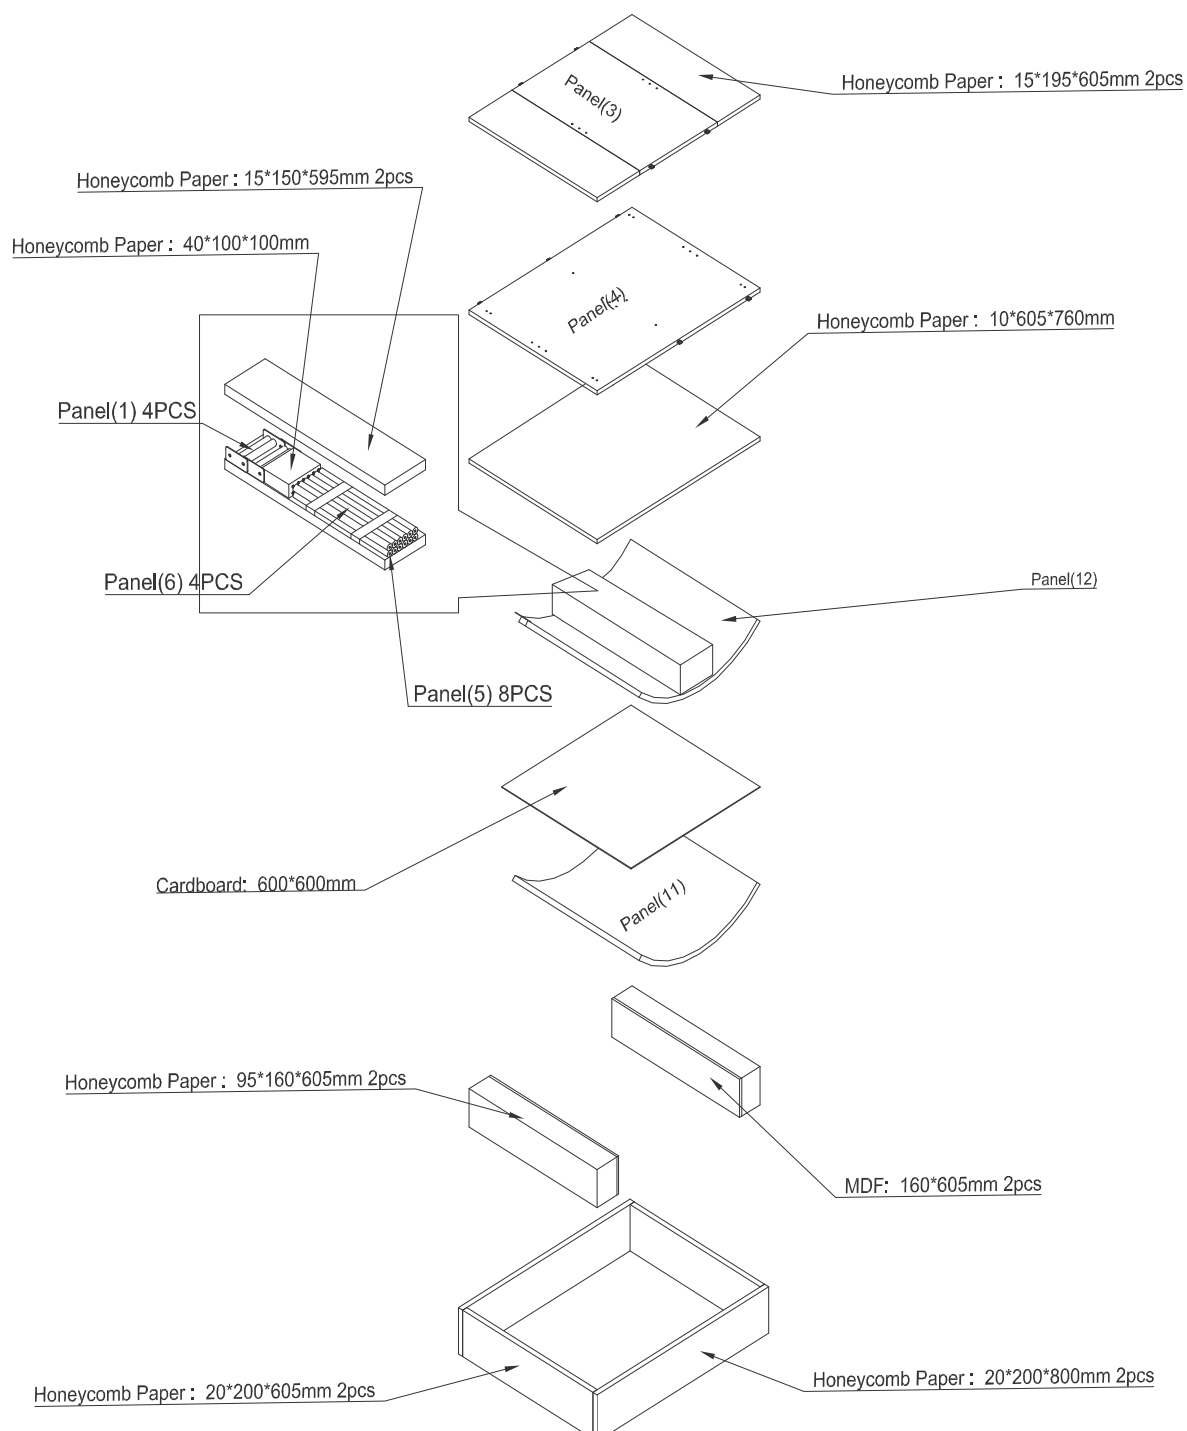 Honeycomb Paper: 15*195*605mm 2pcs
Panel(3)
Honeycomb Paper: 15*150*595mm 2pcs
Honeycomb Paper: 40*100*100mm
Panel(4)
Honeycomb Paper: 10*605*760mm
Panel(1) 4PCS
Panel(6) 4PCS
Panel(12)
Panel(5) 8PCS
Cardboard: 600*600mm
Panel(11)
Honeycomb Paper: 95*160*605mm 2pcs
MDF: 160*605mm 2pcs
Honeycomb Paper: 20*200*605mm 2pcs
Honeycomb Paper: 20*200*800mm 2pcs